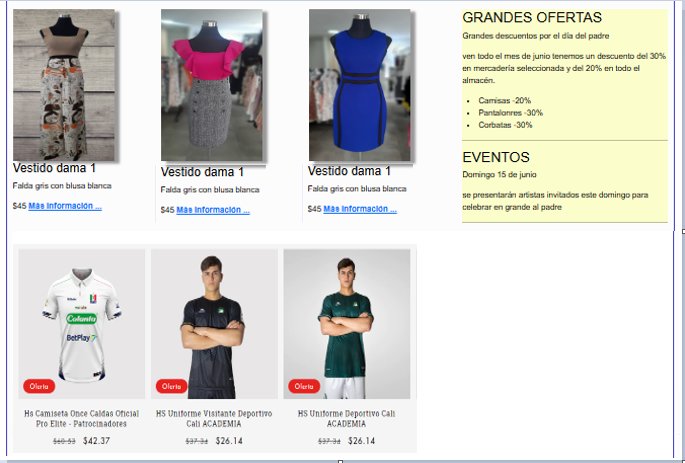 Vestido dama 1
Falda gris con blusa blanca
$45 Mas Información ...
Vestido dama 1
Falda gris con blusa blanca
$45 Mas Información ...
Vestido dama 1
Falda gris con blusa blanca
$45 Mas Información ...
GRANDES OFERTAS
Grandes descuentos por el día del padre
ven todo el mes de junio tenemos un descuento del 30%
en mercadería seleccionada y del 20% en todo el
almacén.
• Camisas -20%
• Pantalonres -30%
• Corbatas -30%
EVENTOS
Domingo 15 de junio
se presentarán artistas invitados este domingo para
celebrar en grande al padre
Colanta
BetPlay
Oferta
Hs Camiseta Once Caldas Oficial
Pro Elite - Patrocinadores
$60.53 $42.37
Oferta
HS Uniforme Visitante Deportivo
Cali ACADEMIA
$37.34 $26.14
Oferta
HS Uniforme Deportivo Cali
ACADEMIA
$37.34 $26.14